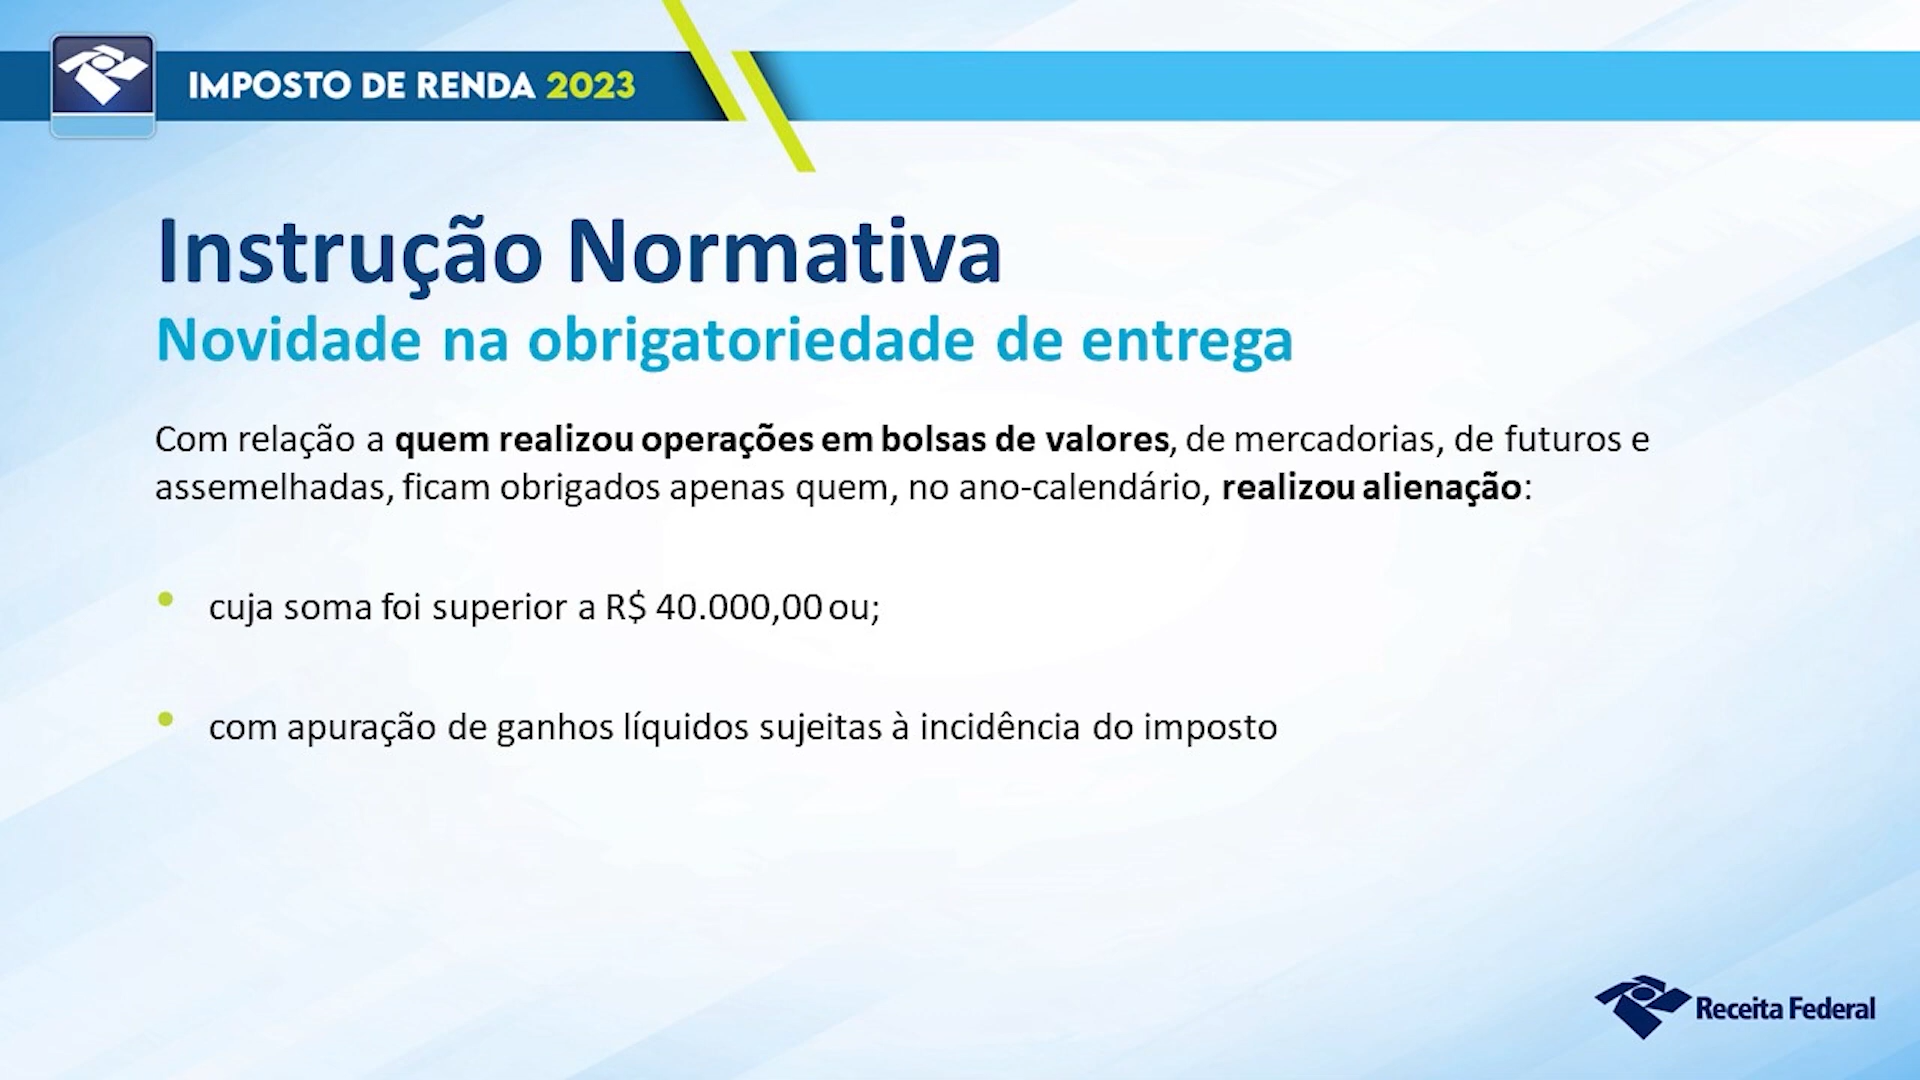 IMPOSTO DE RENDA 2023
Instrução Normativa
Novidade na obrigatoriedade de entrega
Com relação a quem realizou operações em bolsas de valores, de mercadorias, de futuros e
assemelhadas, ficam obrigados apenas quem, no ano-calendário, realizou alienação:
• cuja soma foi superior a R$ 40.000,00 ou;
• com apuração de ganhos líquidos sujeitas à incidência do imposto
Receita Federal